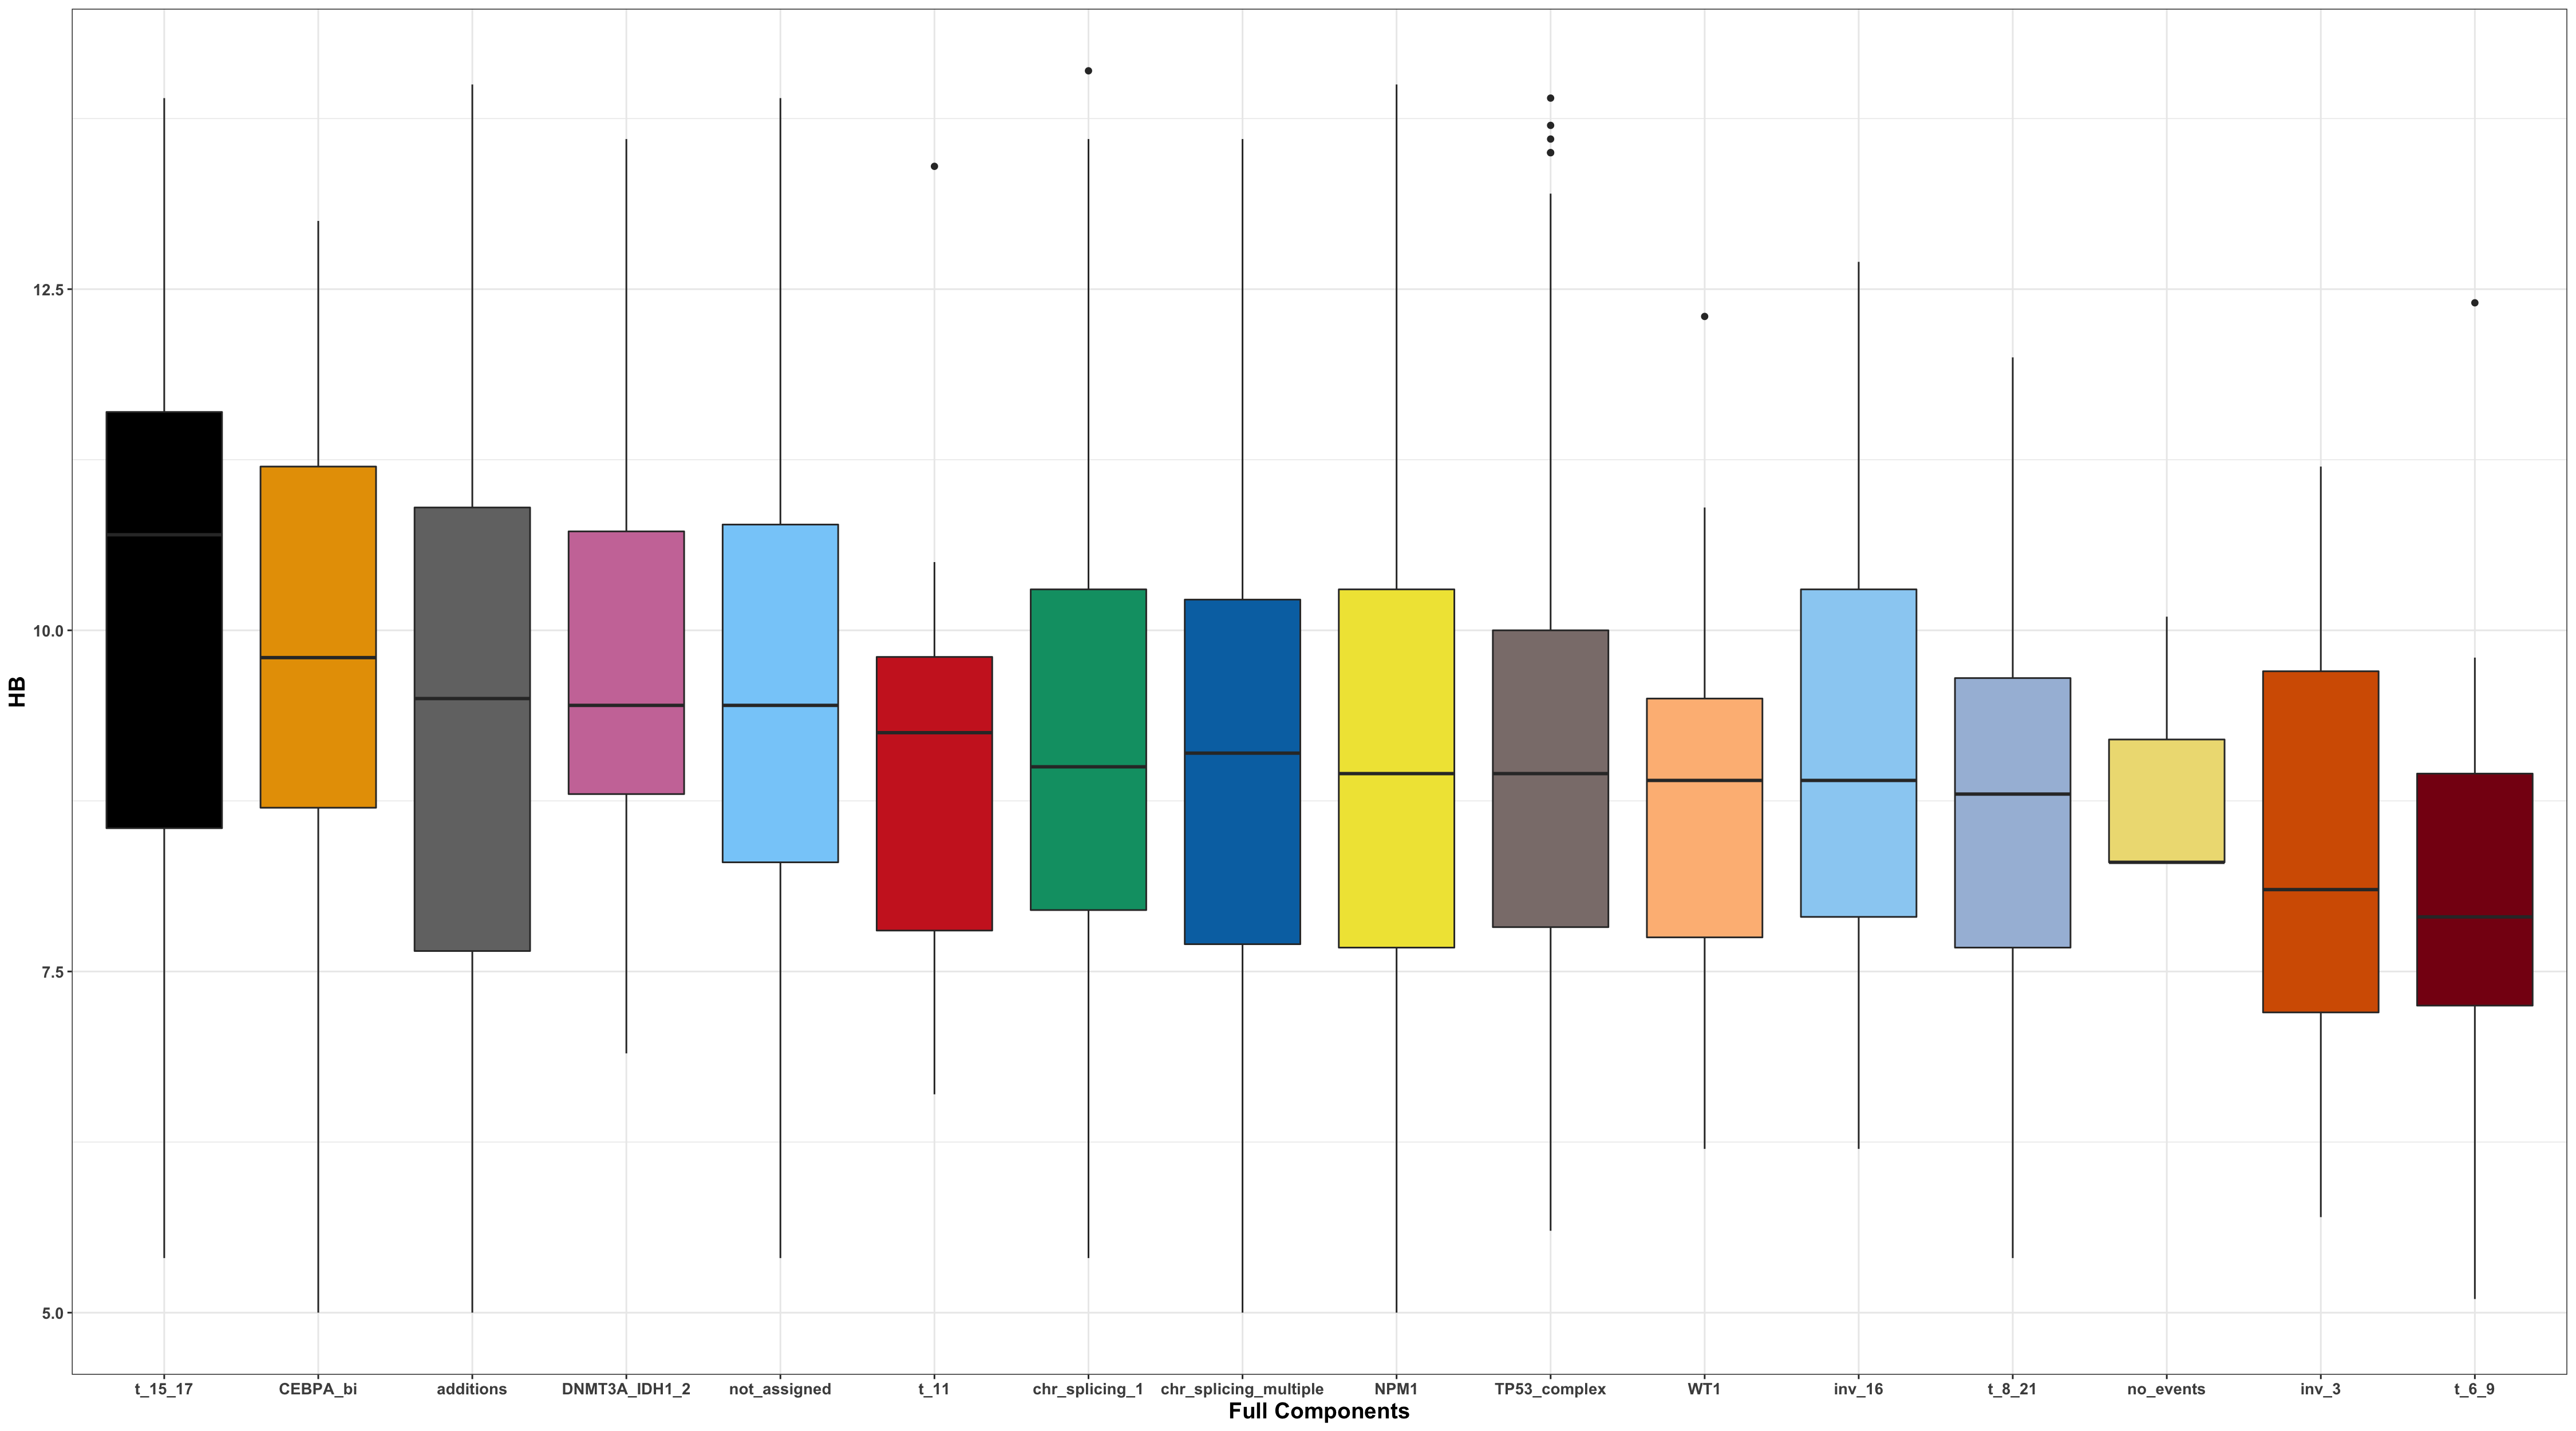 HB
12.5
10.0
7.5
5.0
t_15_17 CEBPA_bi additions DNMT3A_IDH1_2 not_assigned t_11 chr_splicing_1 chr_splicing_multiple NPM1 TP53_complex WT1 inv_16 t_8_21 no_events inv_3 t_6_9
Full Components